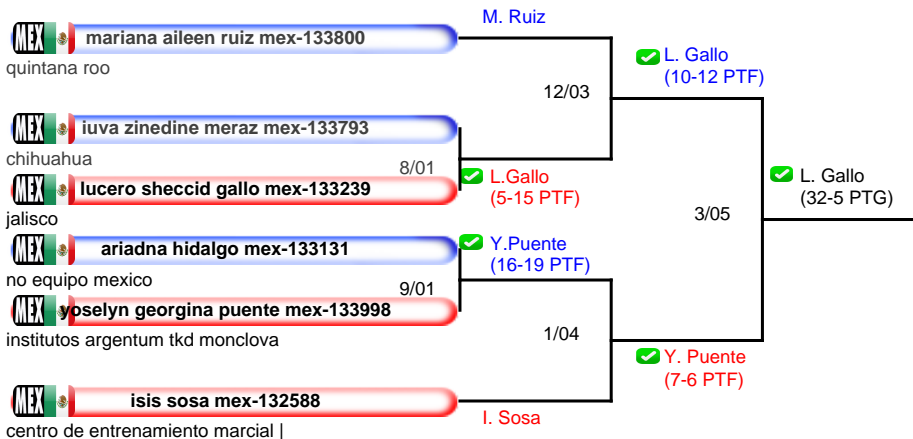 M. Ruiz
MEX mariana aileen ruiz mex-133800
quintana roo
L. Gallo
(10-12 PTF)
12/03
MEX iuva zinedine meraz mex-133793
chihuahua
8/01
MEX lucero sheccid gallo mex-133239
jalisco
L.Gallo
(5-15 PTF)
L. Gallo
(32-5 PTG)
3/05
MEX ariadna hidalgo mex-133131
no equipo mexico
Y.Puente
(16-19 PTF)
9/01
MEX yoselyn georgina puente mex-133998
institutos argentum tkd monclova
1/04
Y. Puente
(7-6 PTF)
MEX isis sosa mex-132588
I. Sosa
centro de entrenamiento marcial |